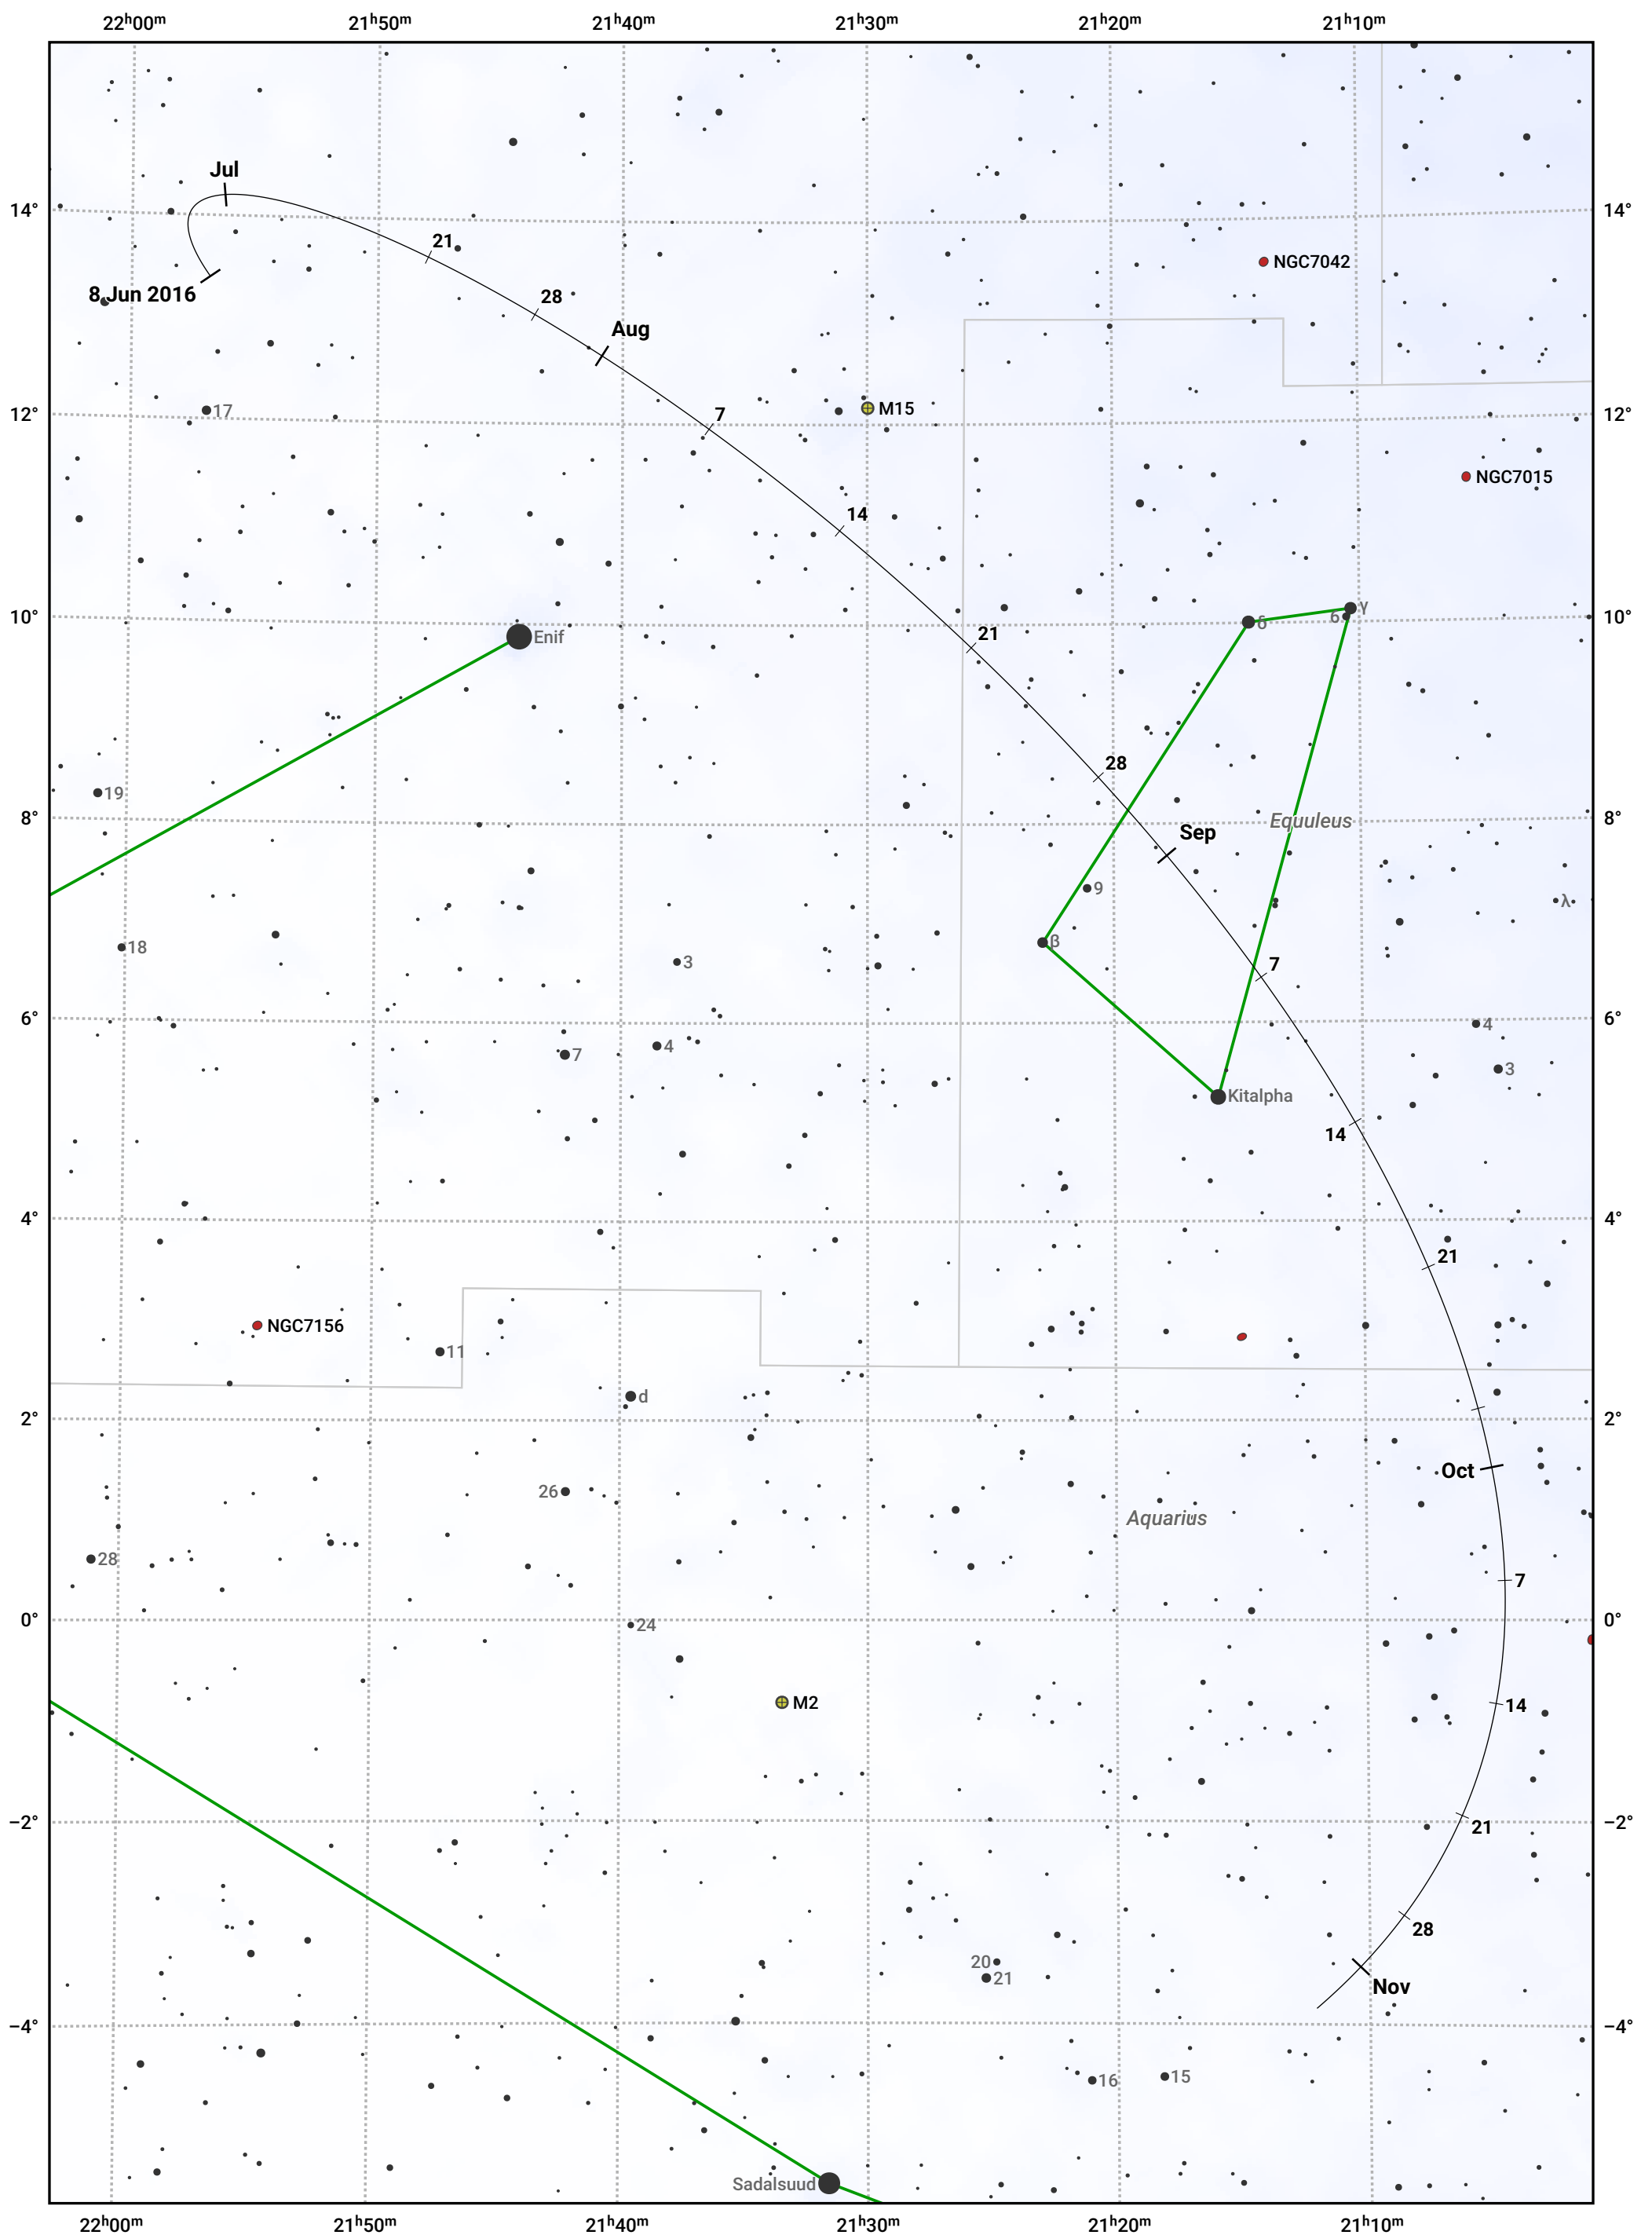 22h00m 21h50m 21h40m 21h30m 21h20m 21h10m
Jul
14° 14°
21
NGC7042
8 Jun 2016
28
Aug
17
12° M15 12°
7
NGC7015
14
10° δ 6 γ 10°
Enif
21
28
19
8° Equuleus 8°
Sep
9
λ
β
18
3
7
6° 6°
4
4
7
3
Kitalpha
14
4° 4°
21
NGC7156
11
d
2° 2°
Oct
26
Aquarius
28
7
0° 0°
24
M2
14
−2° −2°
21
28
20
21
Nov
−4° −4°
16
15
Sadalsuud
22h00m 21h50m 21h40m 21h30m 21h20m 21h10m